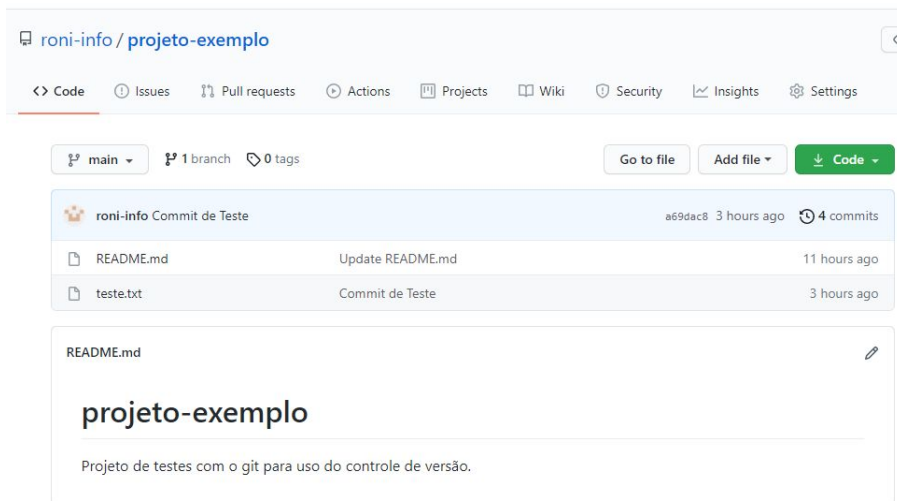 roni-info / projeto-exemplo
Code Issues Pull requests Actions Projects Wiki Security Insights Settings
main 1 branch 0 tags Go to file Add file Code
roni-info Commit de Teste a69dac8 3 hours ago 4 commits
README.md Update README.md 11 hours ago
teste.txt Commit de Teste 3 hours ago
README.md
projeto-exemplo
Projeto de testes com o git para uso do controle de versão.